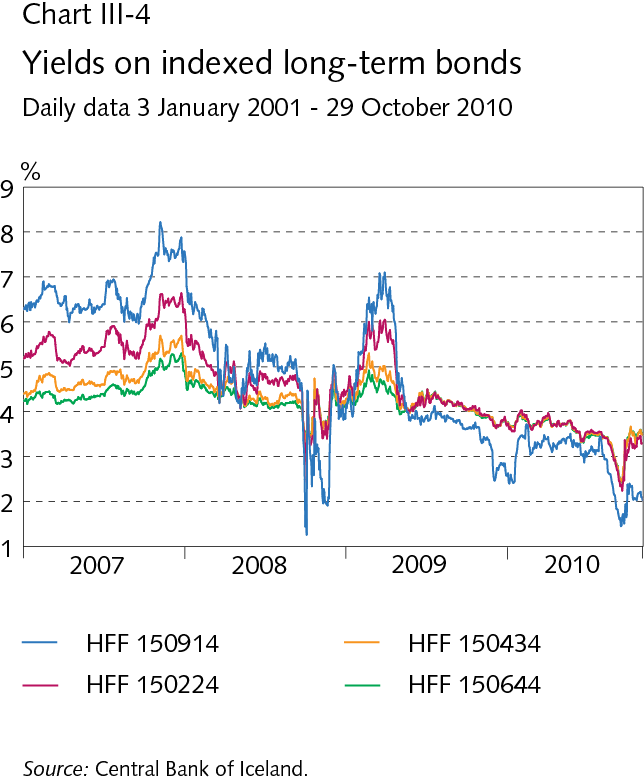 Chart III-4
Yields on indexed long-term bonds
Daily data 3 January 2001 - 29 October 2010
%
9
8
7
6
5
4
3
2
1
2007 2008 2009 2010
HFF 150914 HFF 150434
HFF 150224 HFF 150644
Source: Central Bank of Iceland.